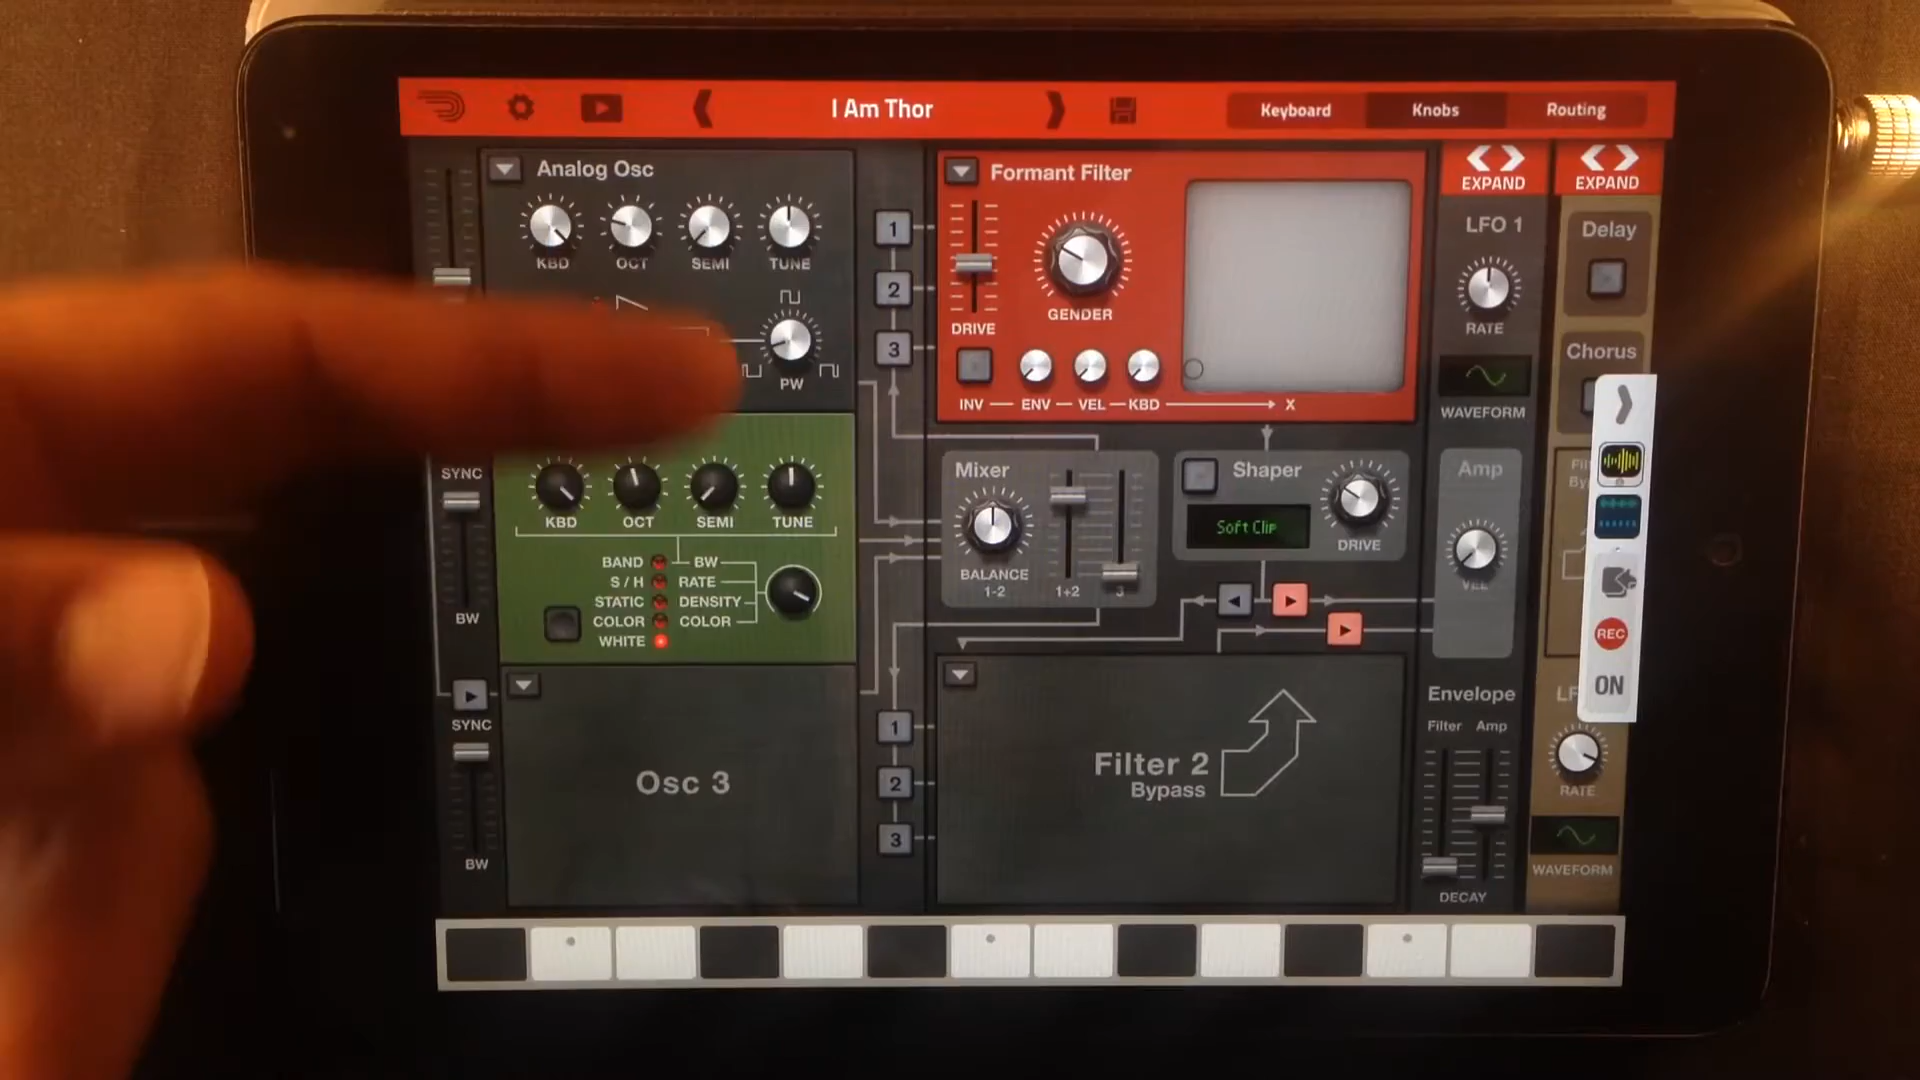 I Am Thor
Keyboard
Knobs
Routing
Analog Osc
KBD
OCT
SEMI
TUNE
PW
SYNC
KBD
OCT
SEMI
TUNE
BAND
BW
S / H
RATE
STATIC
DENSITY
COLOR
COLOR
WHITE
BW
SYNC
BW
Osc 3
1
2
3
Formant Filter
DRIVE
GENDER
INV
ENV
VEL
KBD
X
Mixer
BALANCE
1-2
1+2
3
Shaper
Soft Clip
DRIVE
1
2
3
Filter 2
Bypass
EXPAND
LFO 1
RATE
WAVEFORM
Amp
VEL
Envelope
Filter
Amp
DECAY
EXPAND
Delay
Chorus
REC
ON
RATE
WAVEFORM